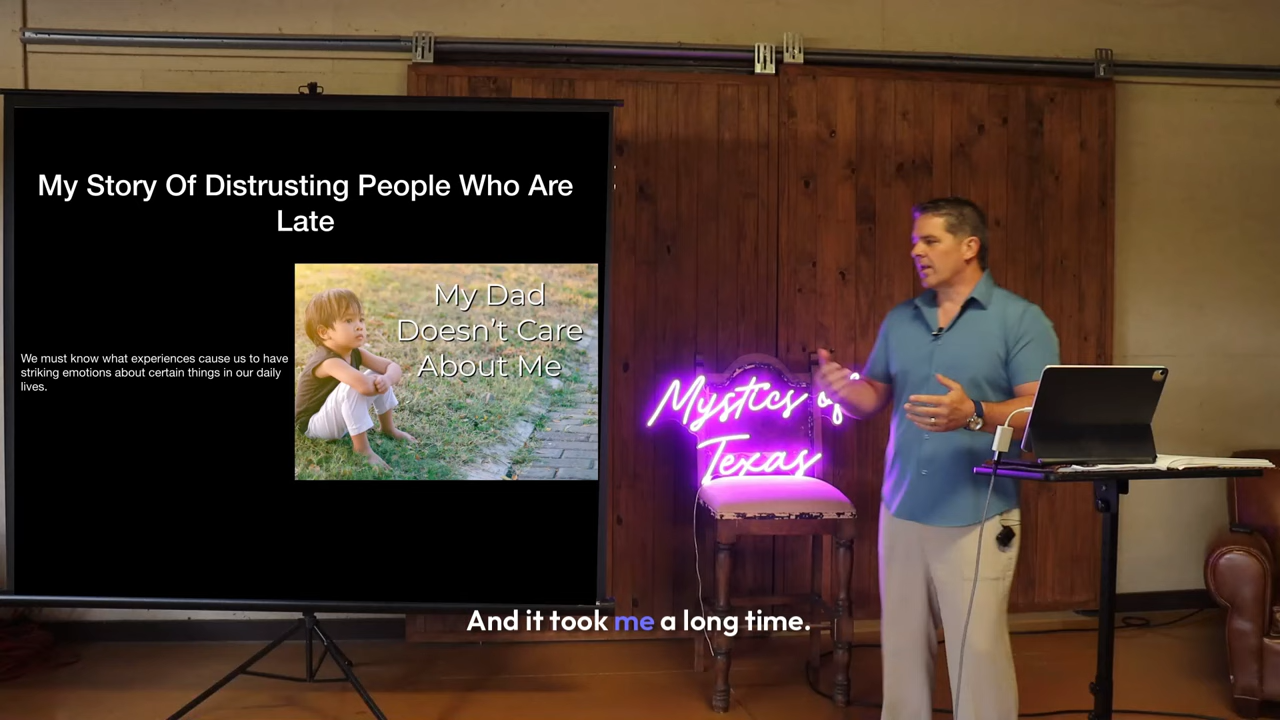 My Story Of Distrusting People Who Are
Late
My Dad
Doesn't Care
About Me
We must know what experiences cause us to have
striking emotions about certain things in our daily
lives.
Mystics of
Texas
And it took me a long time.